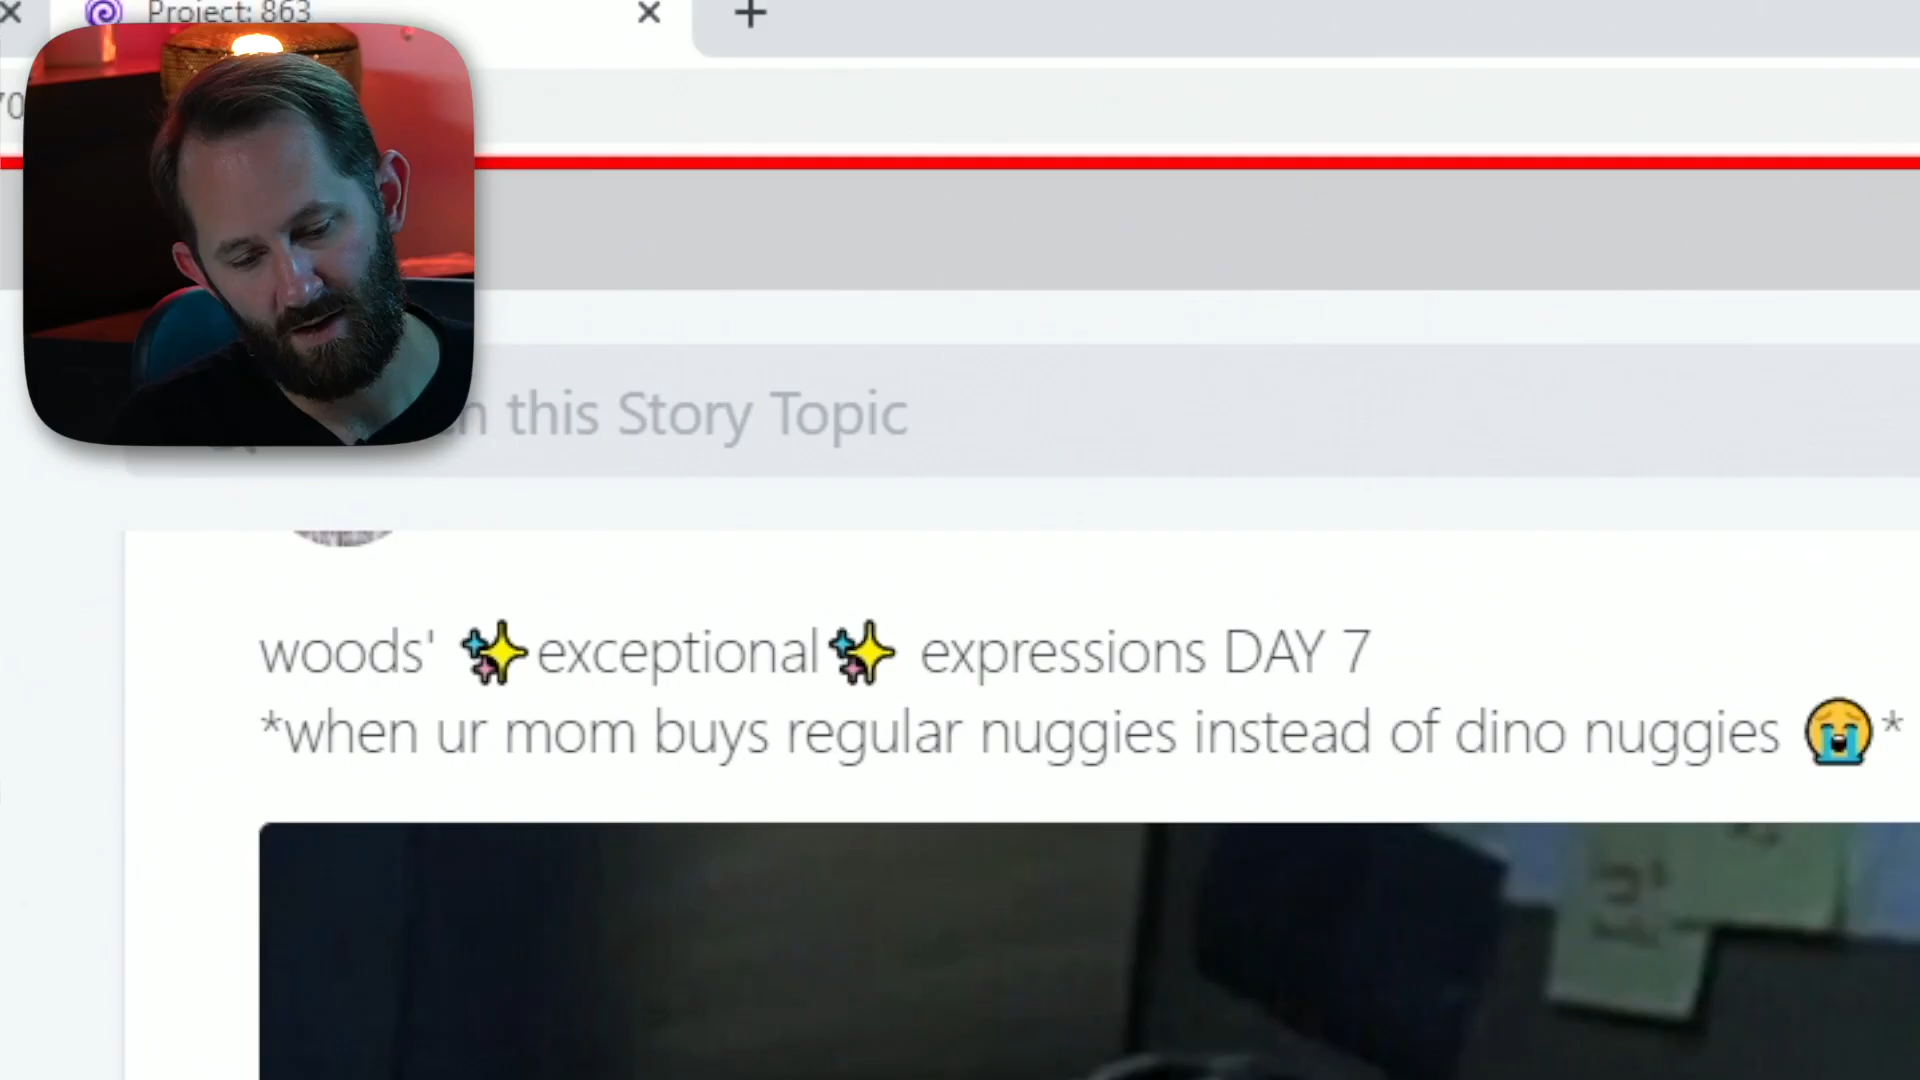 Project: 863
this Story Topic
woods' ✨exceptional✨ expressions DAY 7
*when ur mom buys regular nuggies instead of dino nuggies 😭*